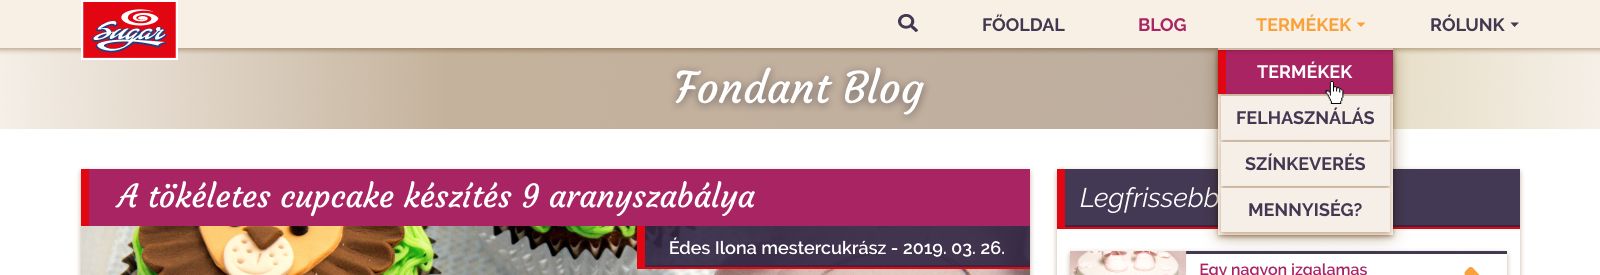 Sugar
FŐOLDAL
BLOG
TERMÉKEK
RÓLUNK
Fondant Blog
TERMÉKEK
FELHASZNÁLÁS
SZÍNKEVERÉS
MENNYISÉG?
A tökéletes cupcake készítés 9 aranyszabálya
Édes Ilona mestercukrász - 2019. 03. 26.
Legfrissebb
Egy nagyon izgalamas